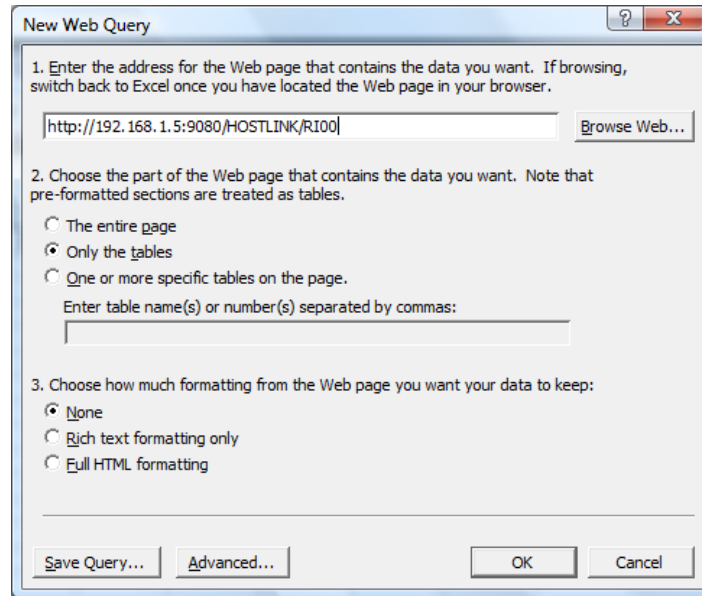 New Web Query
1. Enter the address for the Web page that contains the data you want. If browsing,
switch back to Excel once you have located the Web page in your browser.
http://192.168.1.5:9080/HOSTLINK/RI00
Browse Web...
2. Choose the part of the Web page that contains the data you want. Note that
pre-formatted sections are treated as tables.
The entire page
Only the tables
One or more specific tables on the page.
Enter table name(s) or number(s) separated by commas:
3. Choose how much formatting from the Web page you want your data to keep:
None
Rich text formatting only
Full HTML formatting
Save Query... Advanced... OK Cancel